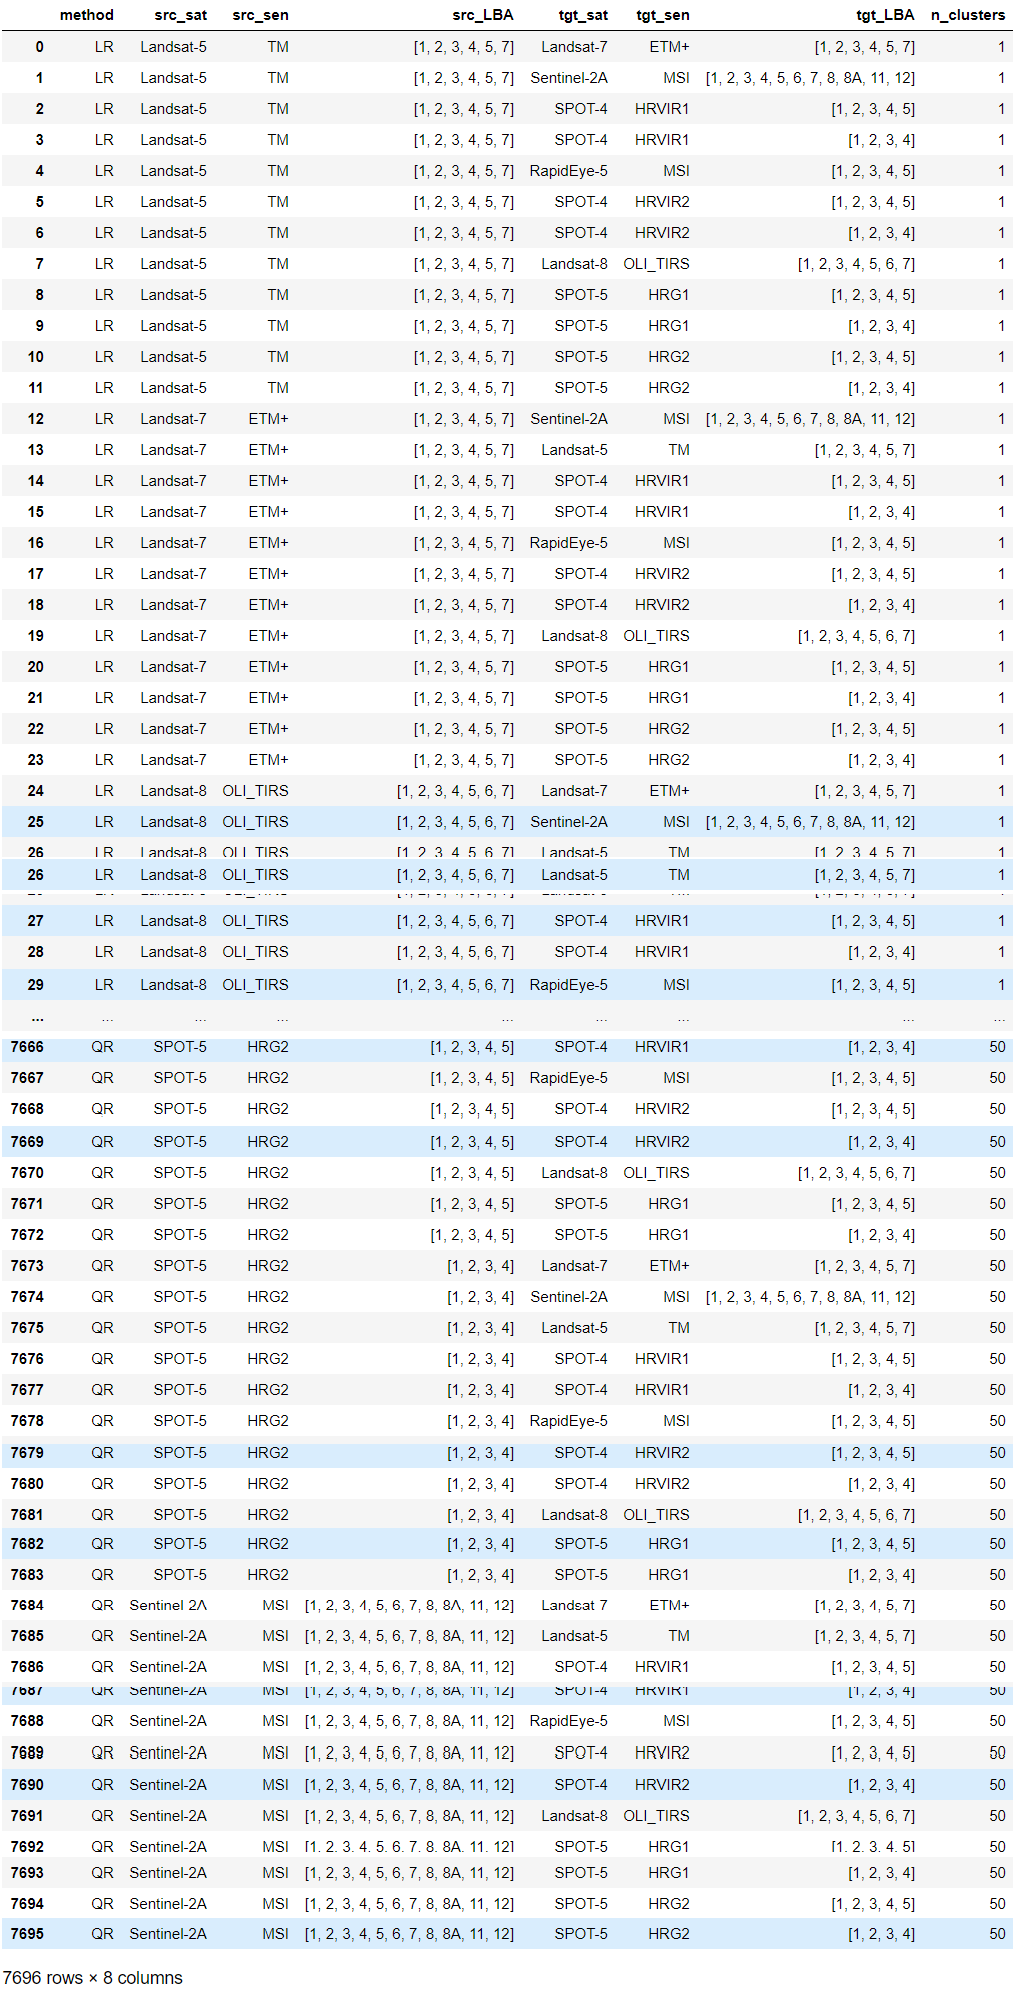 method src_sat src_sen src_LBA tgt_sat tgt_sen tgt_LBA n_clusters
0 LR Landsat-5 TM [1, 2, 3, 4, 5, 7] Landsat-7 ETM+ [1, 2, 3, 4, 5, 7] 1
1 LR Landsat-5 TM [1, 2, 3, 4, 5, 7] Sentinel-2A MSI [1, 2, 3, 4, 5, 6, 7, 8, 8A, 11, 12] 1
2 LR Landsat-5 TM [1, 2, 3, 4, 5, 7] SPOT-4 HRVIR1 [1, 2, 3, 4, 5] 1
3 LR Landsat-5 TM [1, 2, 3, 4, 5, 7] SPOT-4 HRVIR1 [1, 2, 3, 4] 1
4 LR Landsat-5 TM [1, 2, 3, 4, 5, 7] RapidEye-5 MSI [1, 2, 3, 4, 5] 1
5 LR Landsat-5 TM [1, 2, 3, 4, 5, 7] SPOT-4 HRVIR2 [1, 2, 3, 4, 5] 1
6 LR Landsat-5 TM [1, 2, 3, 4, 5, 7] SPOT-4 HRVIR2 [1, 2, 3, 4] 1
7 LR Landsat-5 TM [1, 2, 3, 4, 5, 7] Landsat-8 OLI_TIRS [1, 2, 3, 4, 5, 6, 7] 1
8 LR Landsat-5 TM [1, 2, 3, 4, 5, 7] SPOT-5 HRG1 [1, 2, 3, 4, 5] 1
9 LR Landsat-5 TM [1, 2, 3, 4, 5, 7] SPOT-5 HRG1 [1, 2, 3, 4] 1
10 LR Landsat-5 TM [1, 2, 3, 4, 5, 7] SPOT-5 HRG2 [1, 2, 3, 4, 5] 1
11 LR Landsat-5 TM [1, 2, 3, 4, 5, 7] SPOT-5 HRG2 [1, 2, 3, 4] 1
12 LR Landsat-7 ETM+ [1, 2, 3, 4, 5, 7] Sentinel-2A MSI [1, 2, 3, 4, 5, 6, 7, 8, 8A, 11, 12] 1
13 LR Landsat-7 ETM+ [1, 2, 3, 4, 5, 7] Landsat-5 TM [1, 2, 3, 4, 5, 7] 1
14 LR Landsat-7 ETM+ [1, 2, 3, 4, 5, 7] SPOT-4 HRVIR1 [1, 2, 3, 4, 5] 1
15 LR Landsat-7 ETM+ [1, 2, 3, 4, 5, 7] SPOT-4 HRVIR1 [1, 2, 3, 4] 1
16 LR Landsat-7 ETM+ [1, 2, 3, 4, 5, 7] RapidEye-5 MSI [1, 2, 3, 4, 5] 1
17 LR Landsat-7 ETM+ [1, 2, 3, 4, 5, 7] SPOT-4 HRVIR2 [1, 2, 3, 4, 5] 1
18 LR Landsat-7 ETM+ [1, 2, 3, 4, 5, 7] SPOT-4 HRVIR2 [1, 2, 3, 4] 1
19 LR Landsat-7 ETM+ [1, 2, 3, 4, 5, 7] Landsat-8 OLI_TIRS [1, 2, 3, 4, 5, 6, 7] 1
20 LR Landsat-7 ETM+ [1, 2, 3, 4, 5, 7] SPOT-5 HRG1 [1, 2, 3, 4, 5] 1
21 LR Landsat-7 ETM+ [1, 2, 3, 4, 5, 7] SPOT-5 HRG1 [1, 2, 3, 4] 1
22 LR Landsat-7 ETM+ [1, 2, 3, 4, 5, 7] SPOT-5 HRG2 [1, 2, 3, 4, 5] 1
23 LR Landsat-7 ETM+ [1, 2, 3, 4, 5, 7] SPOT-5 HRG2 [1, 2, 3, 4] 1
24 LR Landsat-8 OLI_TIRS [1, 2, 3, 4, 5, 6, 7] Landsat-7 ETM+ [1, 2, 3, 4, 5, 7] 1
25 LR Landsat-8 OLI_TIRS [1, 2, 3, 4, 5, 6, 7] Sentinel-2A MSI [1, 2, 3, 4, 5, 6, 7, 8, 8A, 11, 12] 1
26 LR Landsat-8 OLI_TIRS [1, 2, 3, 4, 5, 6, 7] Landsat-5 TM [1, 2, 3, 4, 5, 7] 1
26 LR Landsat-8 OLI_TIRS [1, 2, 3, 4, 5, 6, 7] Landsat-5 TM [1, 2, 3, 4, 5, 7] 1
27 LR Landsat-8 OLI_TIRS [1, 2, 3, 4, 5, 6, 7] SPOT-4 HRVIR1 [1, 2, 3, 4, 5] 1
28 LR Landsat-8 OLI_TIRS [1, 2, 3, 4, 5, 6, 7] SPOT-4 HRVIR1 [1, 2, 3, 4] 1
29 LR Landsat-8 OLI_TIRS [1, 2, 3, 4, 5, 6, 7] RapidEye-5 MSI [1, 2, 3, 4, 5] 1
... ... ... ... ... ... ... ... ...
7666 QR SPOT-5 HRG2 [1, 2, 3, 4, 5] SPOT-4 HRVIR1 [1, 2, 3, 4] 50
7667 QR SPOT-5 HRG2 [1, 2, 3, 4, 5] RapidEye-5 MSI [1, 2, 3, 4, 5] 50
7668 QR SPOT-5 HRG2 [1, 2, 3, 4, 5] SPOT-4 HRVIR2 [1, 2, 3, 4, 5] 50
7669 QR SPOT-5 HRG2 [1, 2, 3, 4, 5] SPOT-4 HRVIR2 [1, 2, 3, 4] 50
7670 QR SPOT-5 HRG2 [1, 2, 3, 4, 5] Landsat-8 OLI_TIRS [1, 2, 3, 4, 5, 6, 7] 50
7671 QR SPOT-5 HRG2 [1, 2, 3, 4, 5] SPOT-5 HRG1 [1, 2, 3, 4, 5] 50
7672 QR SPOT-5 HRG2 [1, 2, 3, 4, 5] SPOT-5 HRG1 [1, 2, 3, 4] 50
7673 QR SPOT-5 HRG2 [1, 2, 3, 4] Landsat-7 ETM+ [1, 2, 3, 4, 5, 7] 50
7674 QR SPOT-5 HRG2 [1, 2, 3, 4] Sentinel-2A MSI [1, 2, 3, 4, 5, 6, 7, 8, 8A, 11, 12] 50
7675 QR SPOT-5 HRG2 [1, 2, 3, 4] Landsat-5 TM [1, 2, 3, 4, 5, 7] 50
7676 QR SPOT-5 HRG2 [1, 2, 3, 4] SPOT-4 HRVIR1 [1, 2, 3, 4, 5] 50
7677 QR SPOT-5 HRG2 [1, 2, 3, 4] SPOT-4 HRVIR1 [1, 2, 3, 4] 50
7678 QR SPOT-5 HRG2 [1, 2, 3, 4] RapidEye-5 MSI [1, 2, 3, 4, 5] 50
7679 QR SPOT-5 HRG2 [1, 2, 3, 4] SPOT-4 HRVIR2 [1, 2, 3, 4, 5] 50
7680 QR SPOT-5 HRG2 [1, 2, 3, 4] SPOT-4 HRVIR2 [1, 2, 3, 4] 50
7681 QR SPOT-5 HRG2 [1, 2, 3, 4] Landsat-8 OLI_TIRS [1, 2, 3, 4, 5, 6, 7] 50
7682 QR SPOT-5 HRG2 [1, 2, 3, 4] SPOT-5 HRG1 [1, 2, 3, 4, 5] 50
7683 QR SPOT-5 HRG2 [1, 2, 3, 4] SPOT-5 HRG1 [1, 2, 3, 4] 50
7684 QR Sentinel-2A MSI [1, 2, 3, 4, 5, 6, 7, 8, 8A, 11, 12] Landsat-7 ETM+ [1, 2, 3, 4, 5, 7] 50
7685 QR Sentinel-2A MSI [1, 2, 3, 4, 5, 6, 7, 8, 8A, 11, 12] Landsat-5 TM [1, 2, 3, 4, 5, 7] 50
7686 QR Sentinel-2A MSI [1, 2, 3, 4, 5, 6, 7, 8, 8A, 11, 12] SPOT-4 HRVIR1 [1, 2, 3, 4, 5] 50
7687 QR Sentinel-2A MSI [1, 2, 3, 4, 5, 6, 7, 8, 8A, 11, 12] SPOT-4 HRVIR1 [1, 2, 3, 4] 50
7688 QR Sentinel-2A MSI [1, 2, 3, 4, 5, 6, 7, 8, 8A, 11, 12] RapidEye-5 MSI [1, 2, 3, 4, 5] 50
7689 QR Sentinel-2A MSI [1, 2, 3, 4, 5, 6, 7, 8, 8A, 11, 12] SPOT-4 HRVIR2 [1, 2, 3, 4, 5] 50
7690 QR Sentinel-2A MSI [1, 2, 3, 4, 5, 6, 7, 8, 8A, 11, 12] SPOT-4 HRVIR2 [1, 2, 3, 4] 50
7691 QR Sentinel-2A MSI [1, 2, 3, 4, 5, 6, 7, 8, 8A, 11, 12] Landsat-8 OLI_TIRS [1, 2, 3, 4, 5, 6, 7] 50
7692 QR Sentinel-2A MSI [1, 2, 3, 4, 5, 6, 7, 8, 8A, 11, 12] SPOT-5 HRG1 [1, 2, 3, 4, 5] 50
7693 QR Sentinel-2A MSI [1, 2, 3, 4, 5, 6, 7, 8, 8A, 11, 12] SPOT-5 HRG1 [1, 2, 3, 4] 50
7694 QR Sentinel-2A MSI [1, 2, 3, 4, 5, 6, 7, 8, 8A, 11, 12] SPOT-5 HRG2 [1, 2, 3, 4, 5] 50
7695 QR Sentinel-2A MSI [1, 2, 3, 4, 5, 6, 7, 8, 8A, 11, 12] SPOT-5 HRG2 [1, 2, 3, 4] 50
7696 rows × 8 columns